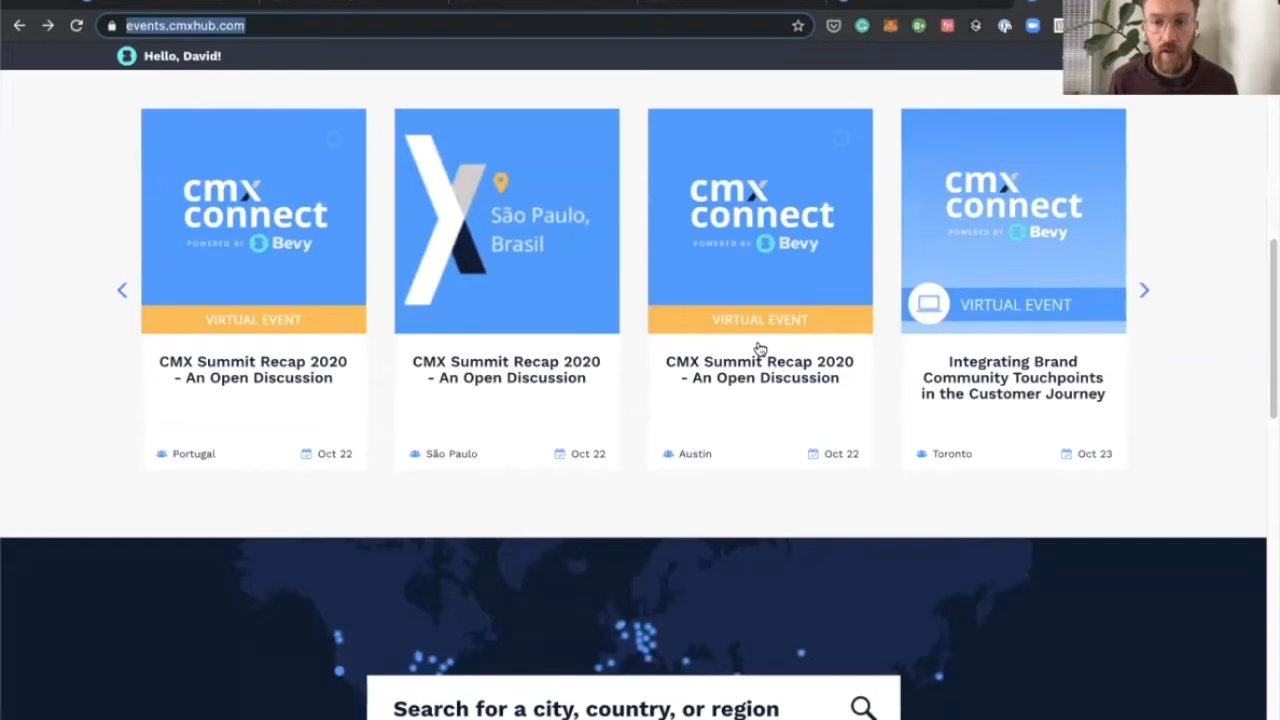 events.cmxhub.com
Hello, David!
cmx
connect
POWERED BY Bevy
VIRTUAL EVENT
CMX Summit Recap 2020
- An Open Discussion
Portugal
Oct 22
São Paulo,
Brasil
CMX Summit Recap 2020
- An Open Discussion
São Paulo
Oct 22
cmx
connect
POWERED BY Bevy
VIRTUAL EVENT
CMX Summit Recap 2020
- An Open Discussion
Austin
Oct 22
cmx
connect
POWERED BY Bevy
VIRTUAL EVENT
Integrating Brand
Community Touchpoints
in the Customer Journey
Toronto
Oct 23
Search for a city, country, or region